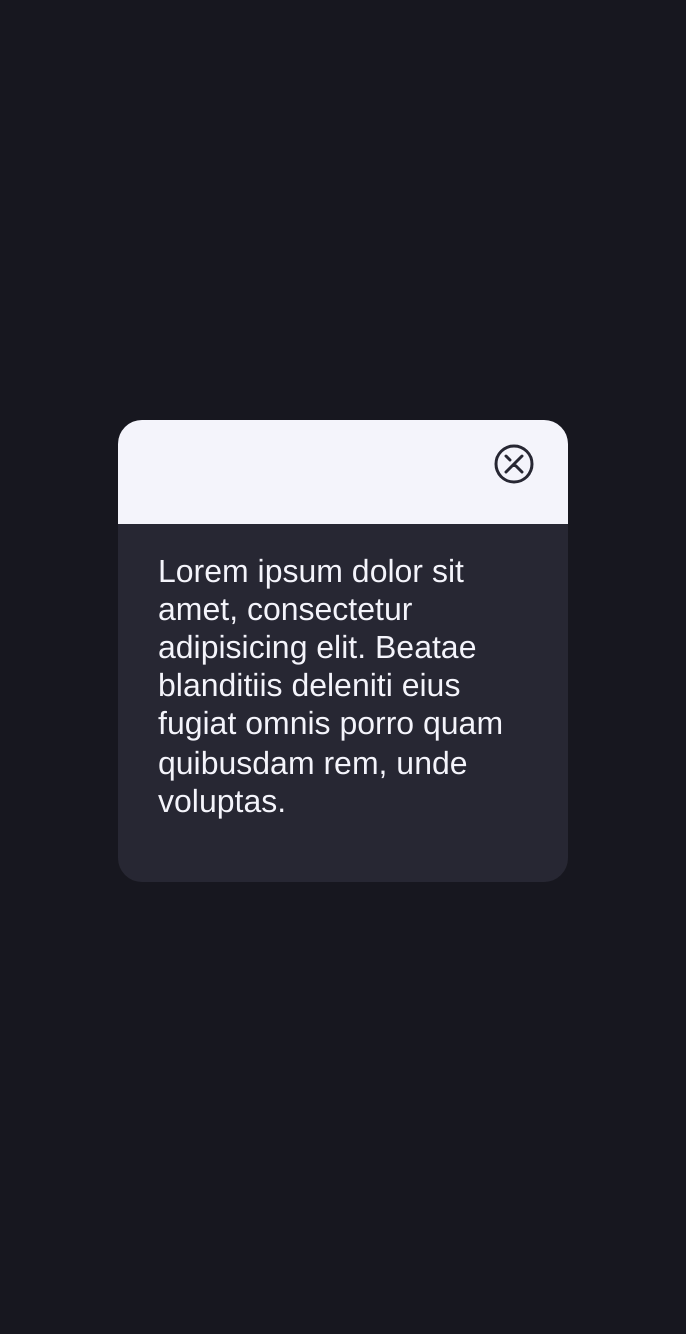 Lorem ipsum dolor sit
amet, consectetur
adipisicing elit. Beatae
blanditiis deleniti eius
fugiat omnis porro quam
quibusdam rem, unde
voluptas.